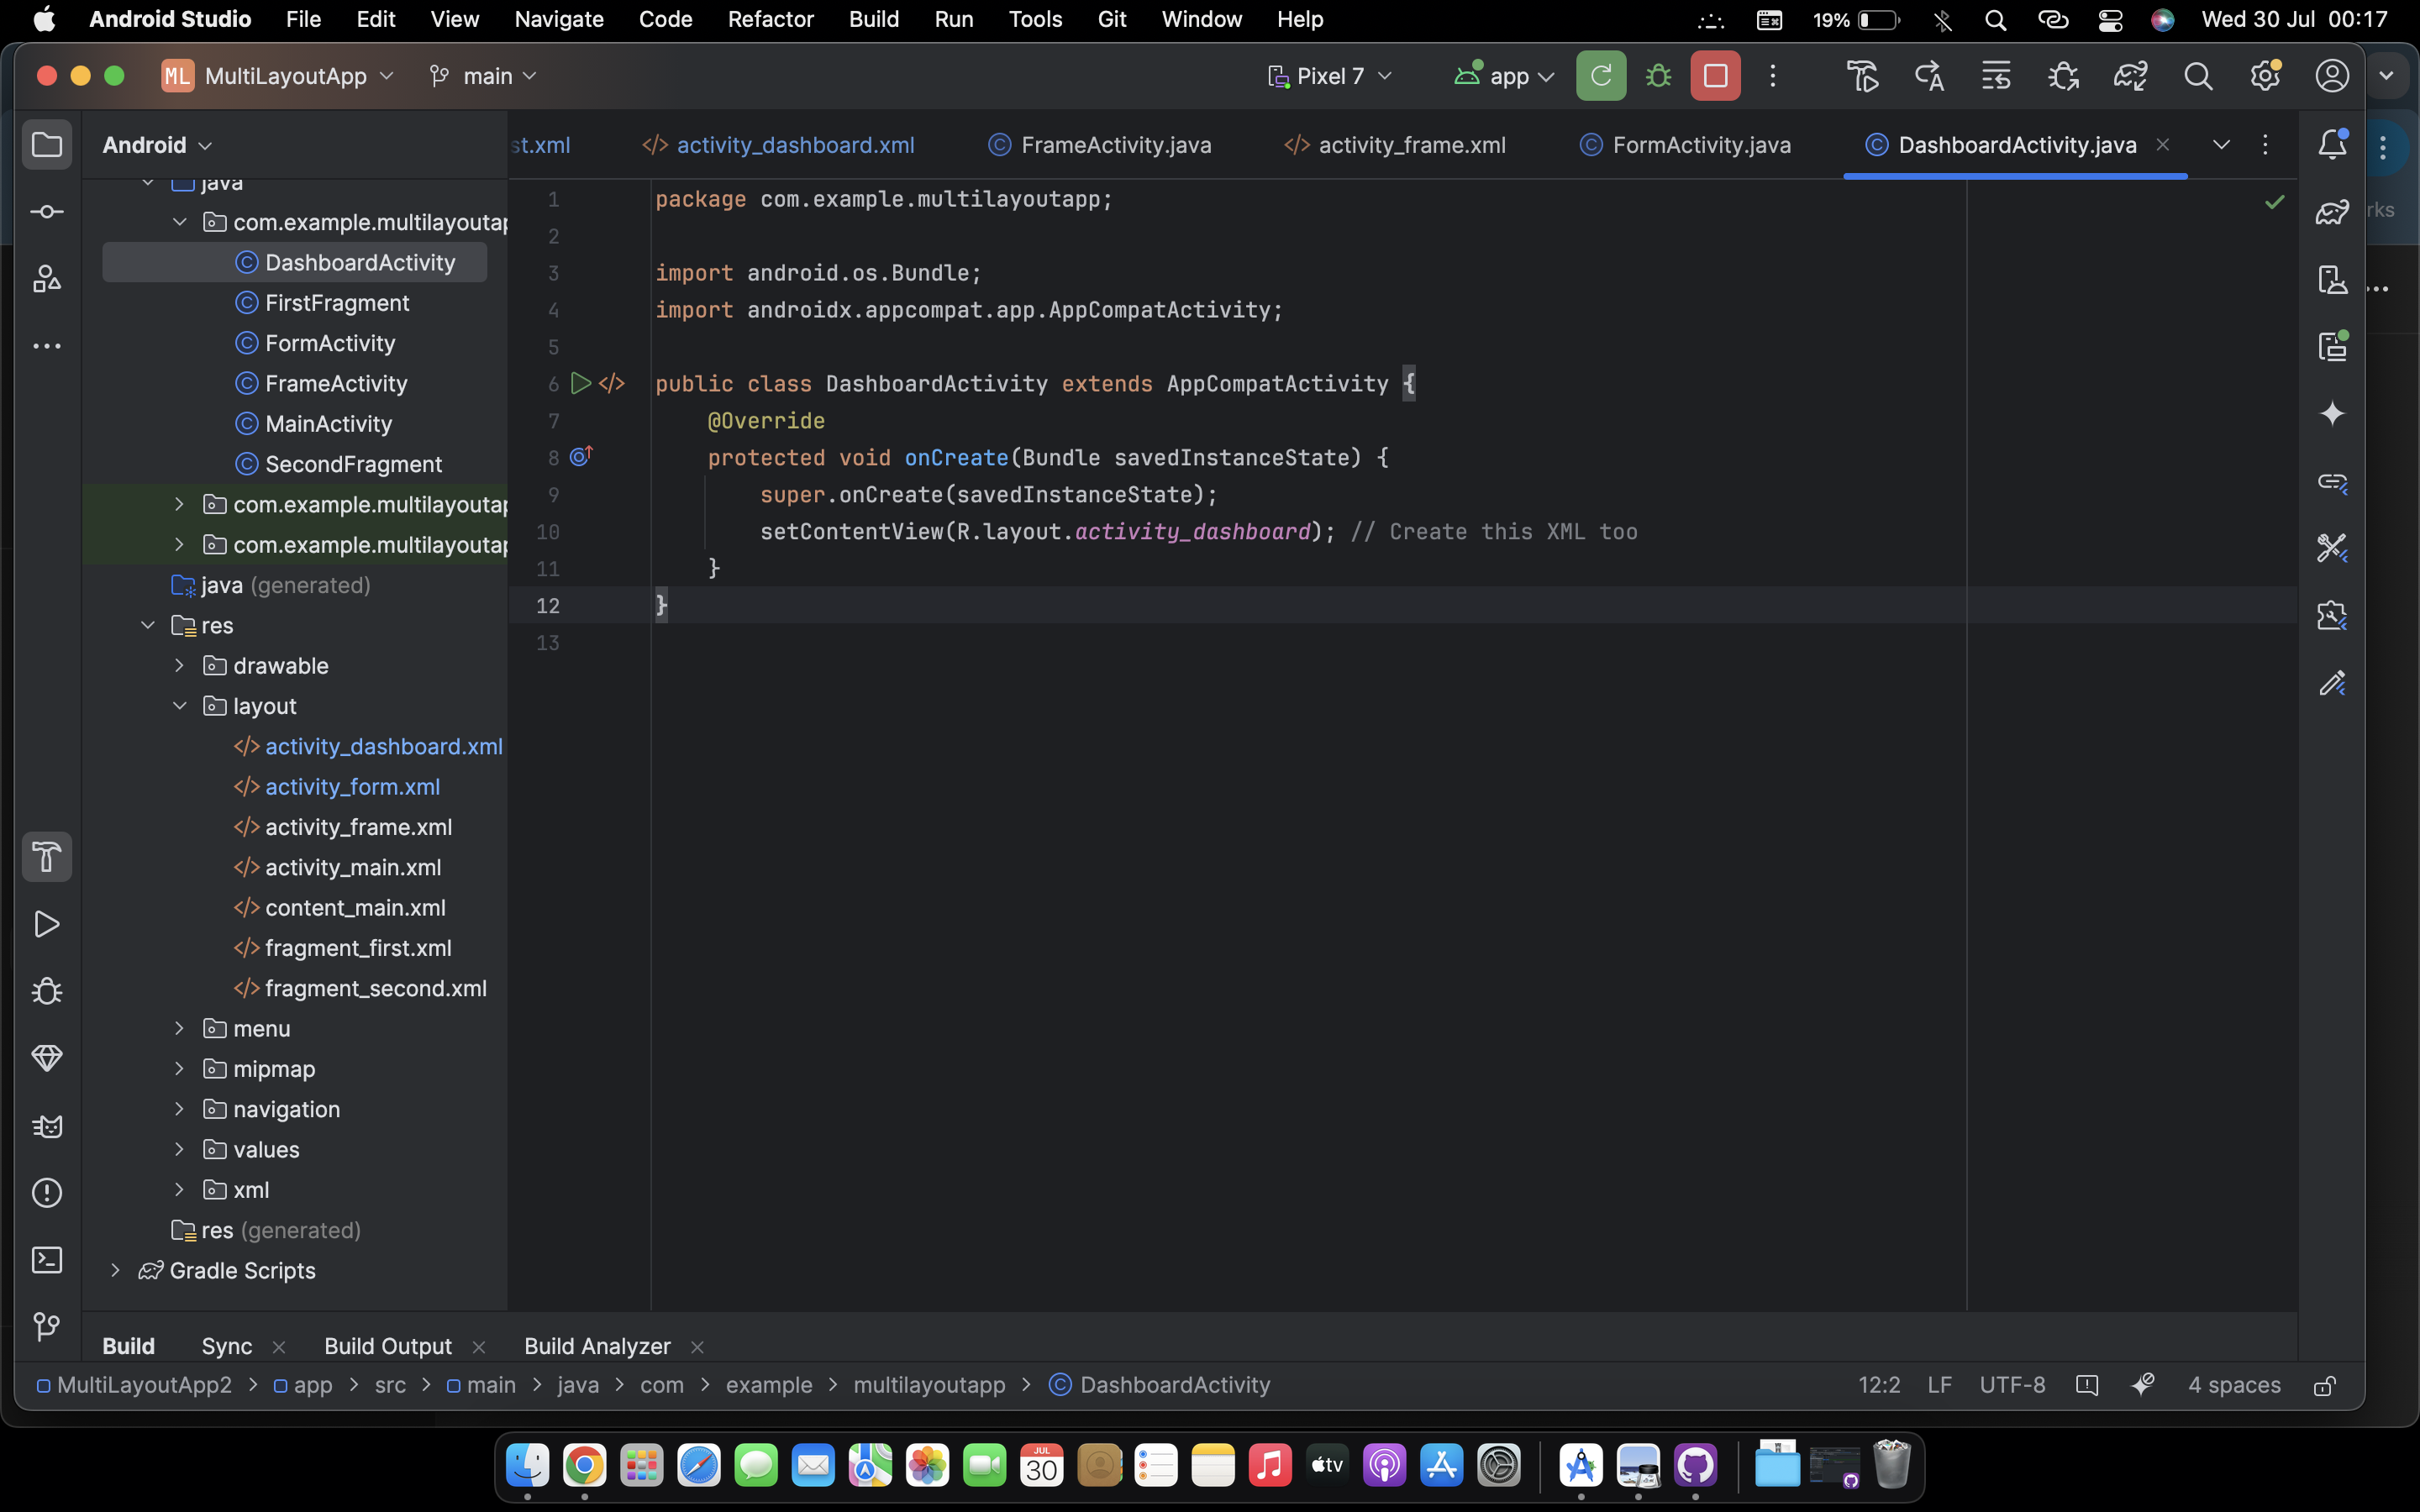 Android Studio File Edit View Navigate Code Refactor Build Run Tools Git Window Help 19% Wed 30 Jul 00:17
ML MultiLayoutApp main Pixel 7 app
Android
st.xml activity_dashboard.xml FrameActivity.java activity_frame.xml FormActivity.java DashboardActivity.java
java
com.example.multilayoutap
DashboardActivity
FirstFragment
FormActivity
FrameActivity
MainActivity
SecondFragment
com.example.multilayoutap
com.example.multilayoutap
java (generated)
res
drawable
layout
activity_dashboard.xml
activity_form.xml
activity_frame.xml
activity_main.xml
content_main.xml
fragment_first.xml
fragment_second.xml
menu
mipmap
navigation
values
xml
res (generated)
Gradle Scripts
1 package com.example.multilayoutapp;
2
3 import android.os.Bundle;
4 import androidx.appcompat.app.AppCompatActivity;
5
6 public class DashboardActivity extends AppCompatActivity {
7 @Override
8 protected void onCreate(Bundle savedInstanceState) {
9 super.onCreate(savedInstanceState);
10 setContentView(R.layout.activity_dashboard); // Create this XML too
11 }
12 }
13
rks
Build Sync Build Output Build Analyzer
MultiLayoutApp2 > app > src > main > java > com > example > multilayoutapp > DashboardActivity 12:2 LF UTF-8 4 spaces
JUL
30
tv